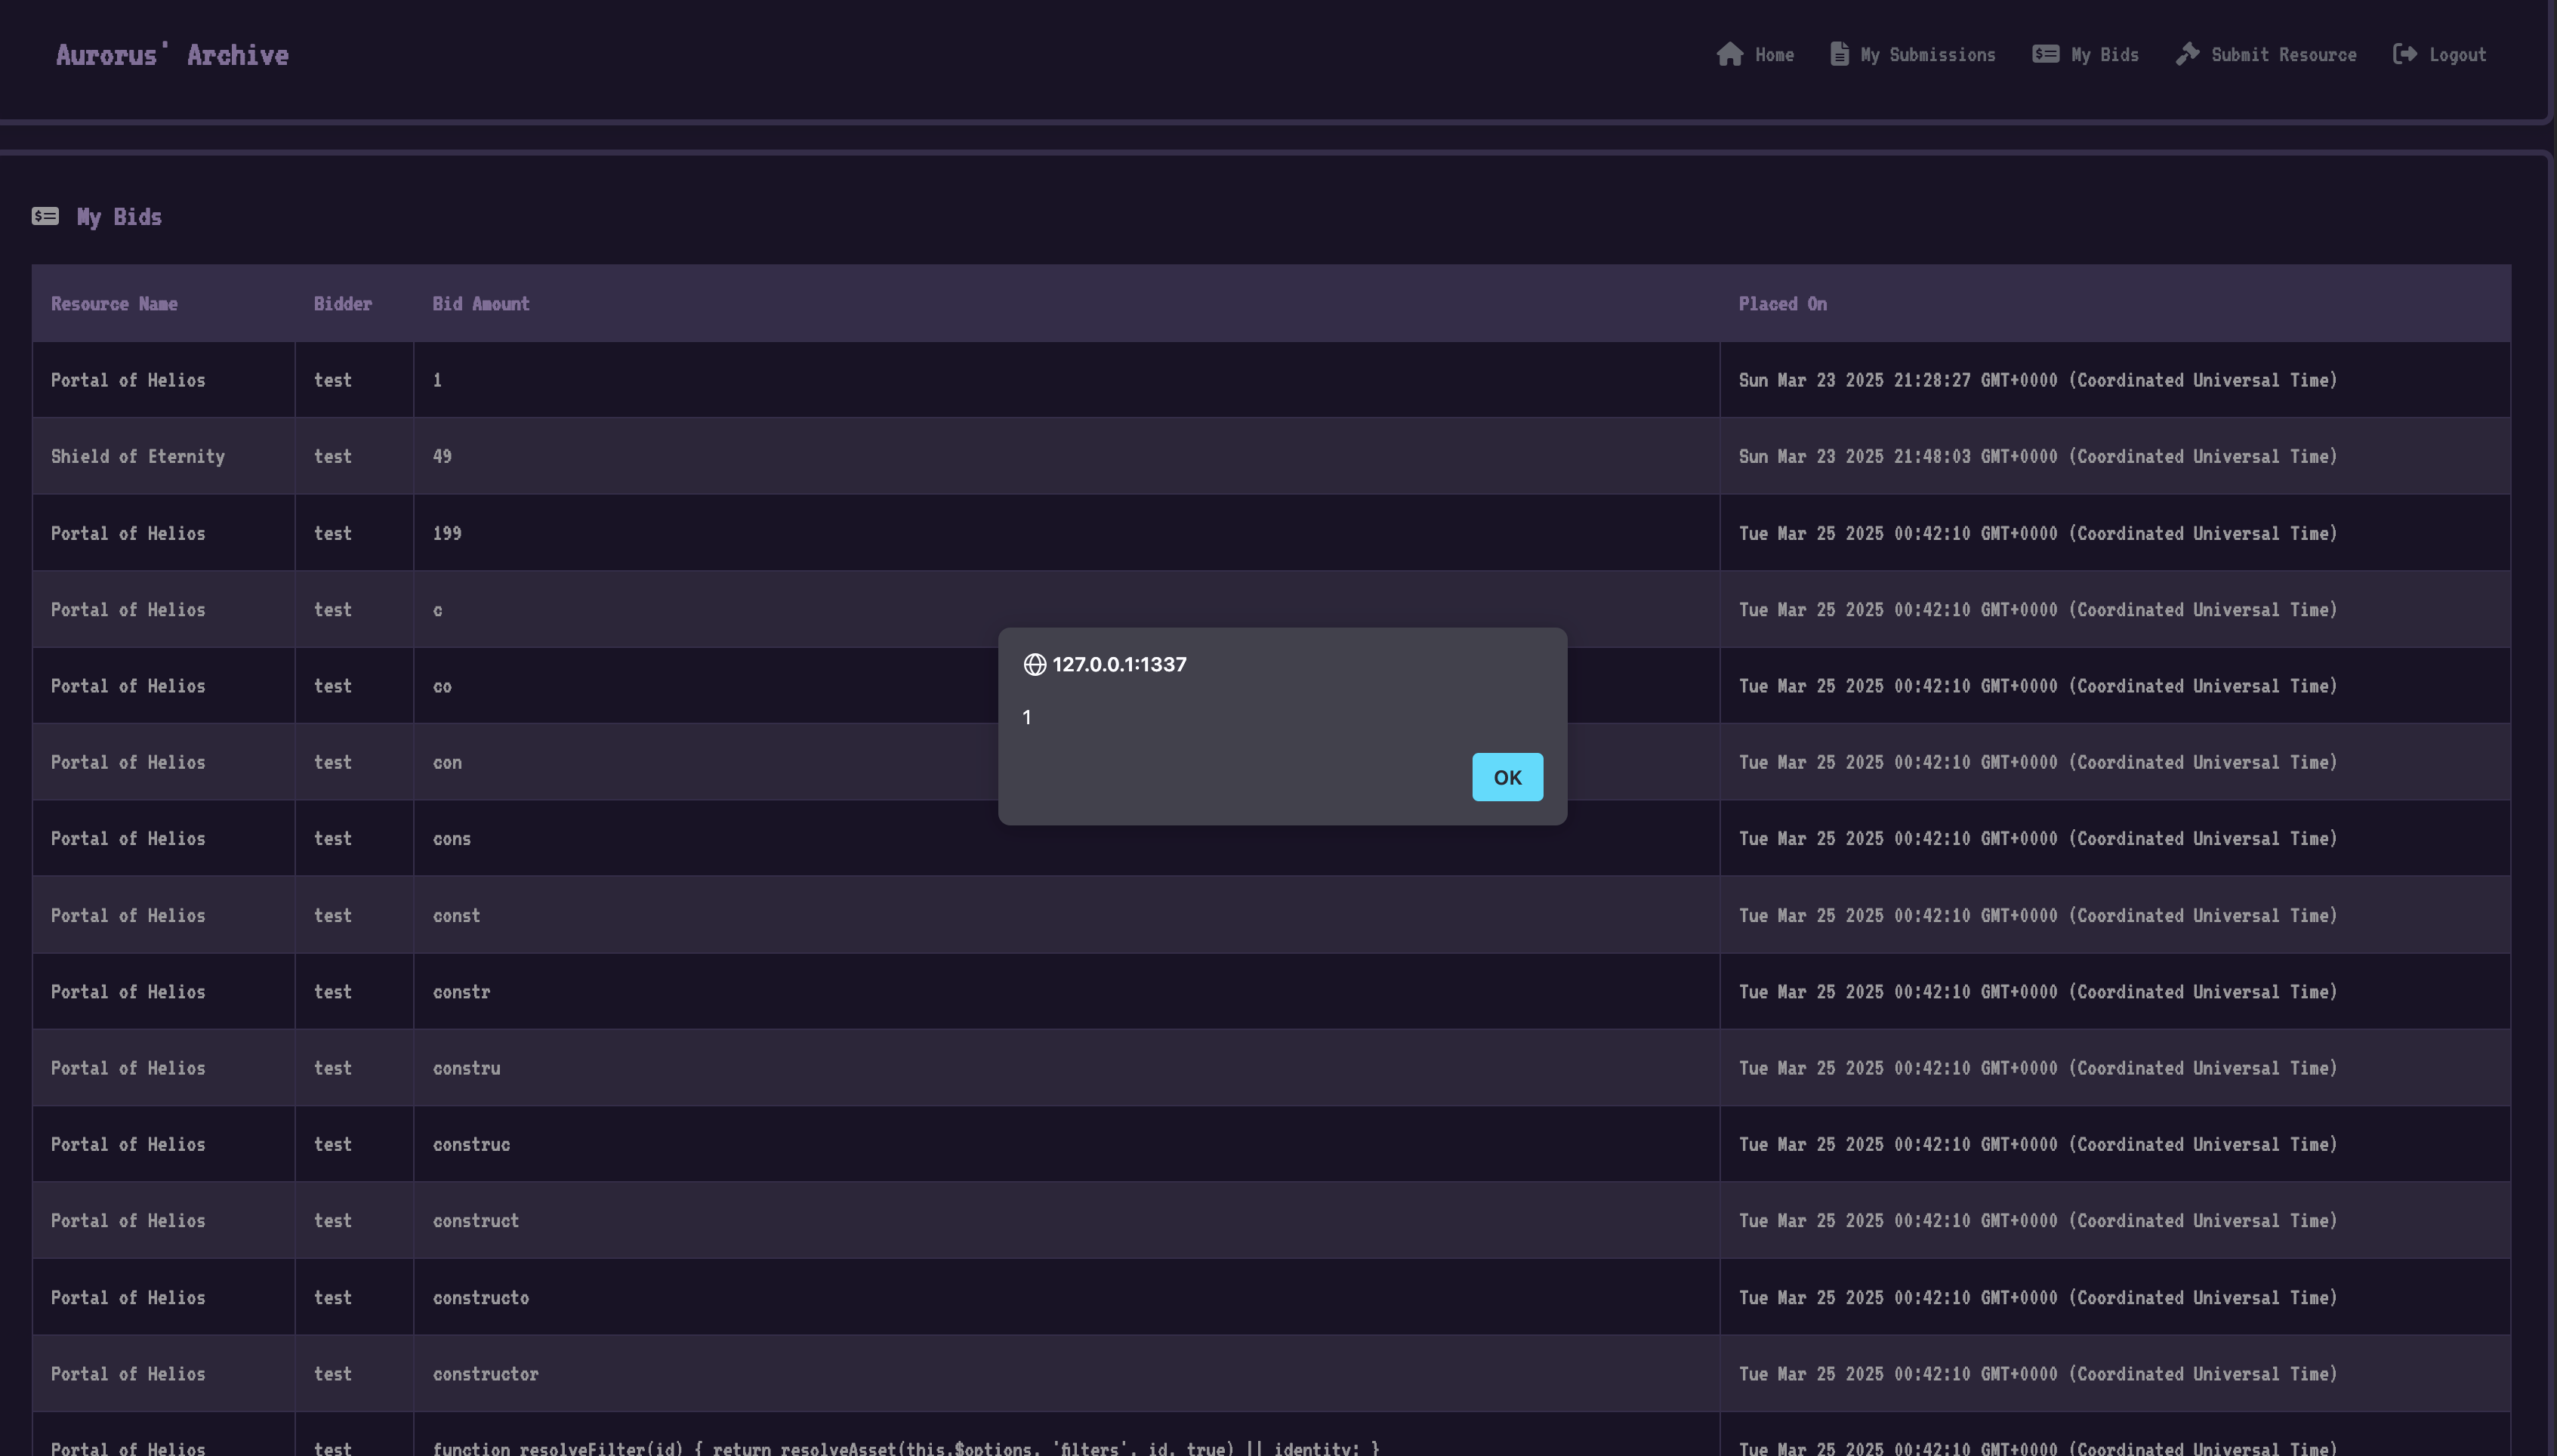 Aurorus' Archive
Home My Submissions My Bids Submit Resource Logout
My Bids
Resource Name Bidder Bid Amount Placed On
Portal of Helios test 1 Sun Mar 23 2025 21:28:27 GMT+0000 (Coordinated Universal Time)
Shield of Eternity test 49 Sun Mar 23 2025 21:48:03 GMT+0000 (Coordinated Universal Time)
Portal of Helios test 199 Tue Mar 25 2025 00:42:10 GMT+0000 (Coordinated Universal Time)
Portal of Helios test c Tue Mar 25 2025 00:42:10 GMT+0000 (Coordinated Universal Time)
127.0.0.1:1337
Portal of Helios test co Tue Mar 25 2025 00:42:10 GMT+0000 (Coordinated Universal Time)
1
Portal of Helios test con Tue Mar 25 2025 00:42:10 GMT+0000 (Coordinated Universal Time)
OK
Portal of Helios test cons Tue Mar 25 2025 00:42:10 GMT+0000 (Coordinated Universal Time)
Portal of Helios test const Tue Mar 25 2025 00:42:10 GMT+0000 (Coordinated Universal Time)
Portal of Helios test constr Tue Mar 25 2025 00:42:10 GMT+0000 (Coordinated Universal Time)
Portal of Helios test constru Tue Mar 25 2025 00:42:10 GMT+0000 (Coordinated Universal Time)
Portal of Helios test construc Tue Mar 25 2025 00:42:10 GMT+0000 (Coordinated Universal Time)
Portal of Helios test construct Tue Mar 25 2025 00:42:10 GMT+0000 (Coordinated Universal Time)
Portal of Helios test constructo Tue Mar 25 2025 00:42:10 GMT+0000 (Coordinated Universal Time)
Portal of Helios test constructor Tue Mar 25 2025 00:42:10 GMT+0000 (Coordinated Universal Time)
Portal of Helios test function resolveFilter(id) { return resolveAsset(this.$options, 'filters', id, true) || identity; } Tue Mar 25 2025 00:42:10 GMT+0000 (Coordinated Universal Time)